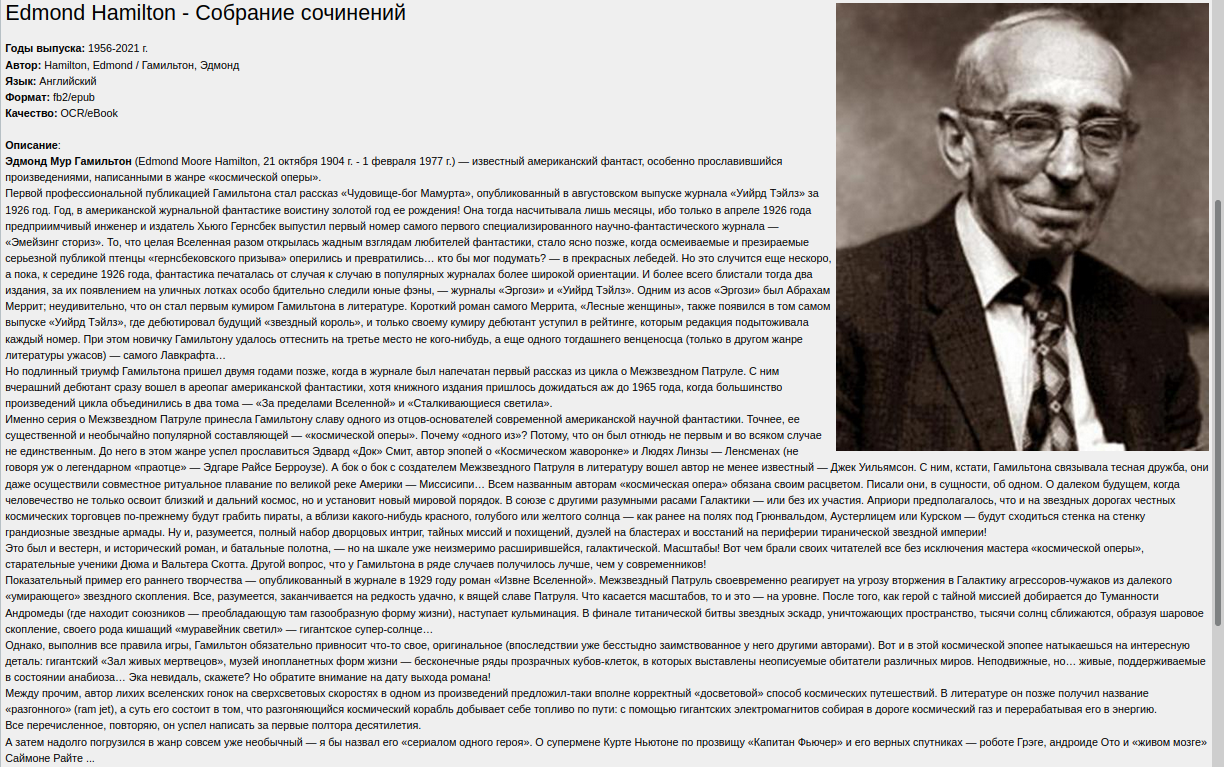 Edmond Hamilton - Собрание сочинений
Годы выпуска: 1956-2021 г.
Автор: Hamilton, Edmond / Гамильтон, Эдмонд
Язык: Английский
Формат: fb2/epub
Качество: OCR/eBook
Описание:
Эдмонд Мур Гамильтон (Edmond Moore Hamilton, 21 октября 1904 г. - 1 февраля 1977 г.) — известный американский фантаст, особенно прославившийся
произведениями, написанными в жанре «космической оперы».
Первой профессиональной публикацией Гамильтона стал рассказ «Чудовище-бог Мамурта», опубликованный в августовском выпуске журнала «Уийрд Тэйлз» за
1926 год. Год, в американской журнальной фантастике воистину золотой год ее рождения! Она тогда насчитывала лишь месяцы, ибо только в апреле 1926 года
предприимчивый инженер и издатель Хьюго Гернсбек выпустил первый номер самого первого специализированного научно-фантастического журнала —
«Эмейзинг сториз». То, что целая Вселенная разом открылась жадным взглядам любителей фантастики, стало ясно позже, когда осмеиваемые и презираемые
серьезной публикой птенцы «гернсбековского призыва» оперились и превратились… кто бы мог подумать? — в прекрасных лебедей. Но это случится еще нескоро,
а пока, к середине 1926 года, фантастика печаталась от случая к случаю в популярных журналах более широкой ориентации. И более всего блистали тогда два
издания, за их появлением на уличных лотках особо бдительно следили юные фэны, — журналы «Эргози» и «Уийрд Тэйлз». Одним из асов «Эргози» был Абрахам
Меррит; неудивительно, что он стал первым кумиром Гамильтона в литературе. Короткий роман самого Меррита, «Лесные женщины», также появился в том самом
выпуске «Уийрд Тэйлз», где дебютировал будущий «звездный король», и только своему кумиру дебютант уступил в рейтинге, которым редакция подытоживала
каждый номер. При этом новичку Гамильтону удалось оттеснить на третье место не кого-нибудь, а еще одного тогдашнего венценосца (только в другом жанре
литературы ужасов) — самого Лавкрафта…
Но подлинный триумф Гамильтона пришел двумя годами позже, когда в журнале был напечатан первый рассказ из цикла о Межзвездном Патруле. С ним
вчерашний дебютант сразу вошел в ареопаг американской фантастики, хотя книжного издания пришлось дожидаться аж до 1965 года, когда большинство
произведений цикла объединились в два тома — «За пределами Вселенной» и «Сталкивающиеся светила».
Именно серия о Межзвездном Патруле принесла Гамильтону славу одного из отцов-основателей современной американской научной фантастики. Точнее, ее
существенной и необычайно популярной составляющей — «космической оперы». Почему «одного из»? Потому, что он был отнюдь не первым и во всяком случае
не единственным. До него в этом жанре успел прославиться Эдвард «Док» Смит, автор эпопей о «Космическом жаворонке» и Людях Линзы — Ленсменах (не
говоря уж о легендарном «праотце» — Эдгаре Райсе Берроузе). А бок о бок с создателем Межзвездного Патруля в литературу вошел автор не менее известный — Джек Уильямсон. С ним, кстати, Гамильтона связывала тесная дружба, они
даже осуществили совместное ритуальное плавание по великой реке Америки — Миссисипи… Всем названным авторам «космическая опера» обязана своим расцветом. Писали они, в сущности, об одном. О далеком будущем, когда
человечество не только освоит близкий и дальний космос, но и установит новый мировой порядок. В союзе с другими разумными расами Галактики — или без их участия. Априори предполагалось, что и на звездных дорогах честных
космических торговцев по-прежнему будут грабить пираты, а вблизи какого-нибудь красного, голубого или желтого солнца — как ранее на полях под Грюнвальдом, Аустерлицем или Курском — будут сходиться стенка на стенку
грандиозные звездные армады. Ну и, разумеется, полный набор дворцовых интриг, тайных миссий и похищений, дуэлей на бластерах и восстаний на периферии тиранической звездной империи!
Это был и вестерн, и исторический роман, и батальные полотна, — но на шкале уже неизмеримо расширившейся, галактической. Масштабы! Вот чем брали своих читателей все без исключения мастера «космической оперы»,
старательные ученики Дюма и Вальтера Скотта. Другой вопрос, что у Гамильтона в ряде случаев получилось лучше, чем у современников!
Показательный пример его раннего творчества — опубликованный в журнале в 1929 году роман «Извне Вселенной». Межзвездный Патруль своевременно реагирует на угрозу вторжения в Галактику агрессоров-чужаков из далекого
«умирающего» звездного скопления. Все, разумеется, заканчивается на редкость удачно, к вящей славе Патруля. Что касается масштабов, то и это — на уровне. После того, как герой с тайной миссией добирается до Туманности
Андромеды (где находит союзников — преобладающую там газообразную форму жизни), наступает кульминация. В финале титанической битвы звездных эскадр, уничтожающих пространство, тысячи солнц сближаются, образуя шаровое
скопление, своего рода кишащий «муравейник светил» — гигантское супер-солнце…
Однако, выполнив все правила игры, Гамильтон обязательно привносит что-то свое, оригинальное (впоследствии уже бесстыдно заимствованное у него другими авторами). Вот и в этой космической эпопее натыкаешься на интересную
деталь: гигантский «Зал живых мертвецов», музей инопланетных форм жизни — бесконечные ряды прозрачных кубов-клеток, в которых выставлены неописуемые обитатели различных миров. Неподвижные, но… живые, поддерживаемые
в состоянии анабиоза… Эка невидаль, скажете? Но обратите внимание на дату выхода романа!
Между прочим, автор лихих вселенских гонок на сверхсветовых скоростях в одном из произведений предложил-таки вполне корректный «досветовой» способ космических путешествий. В литературе он позже получил название
«разгонного» (ram jet), а суть его состоит в том, что разгоняющийся космический корабль добывает себе топливо по пути: с помощью гигантских электромагнитов собирая в дороге космический газ и перерабатывая его в энергию.
Все перечисленное, повторяю, он успел написать за первые полтора десятилетия.
А затем надолго погрузился в жанр совсем уже необычный — я бы назвал его «сериалом одного героя». О супермене Курте Ньютоне по прозвищу «Капитан Фьючер» и его верных спутниках — роботе Грэге, андроиде Ото и «живом мозге»
Саймоне Райте ...